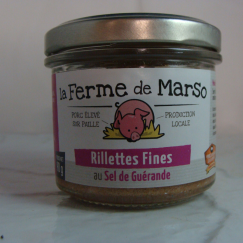 La Ferme de Marso
PORC ÉLEVÉ
SUR PAILLE
PRODUCTION
LOCALE
Rillettes Fines
au Sel de Guérande